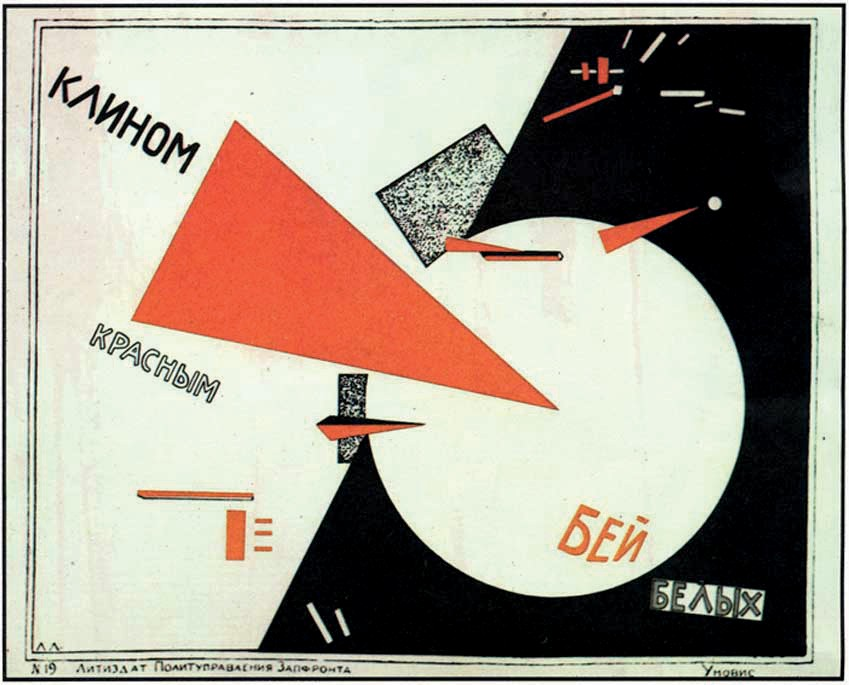 КЛИНОМ
КРАСНЫМ
БЕЙ
БЕЛЫХ
Л Л.
№19 ЛИТИЗДАТ ПОЛИТУПРАВЛЕНИЯ ЗАПФРОНТА
УНОВИС